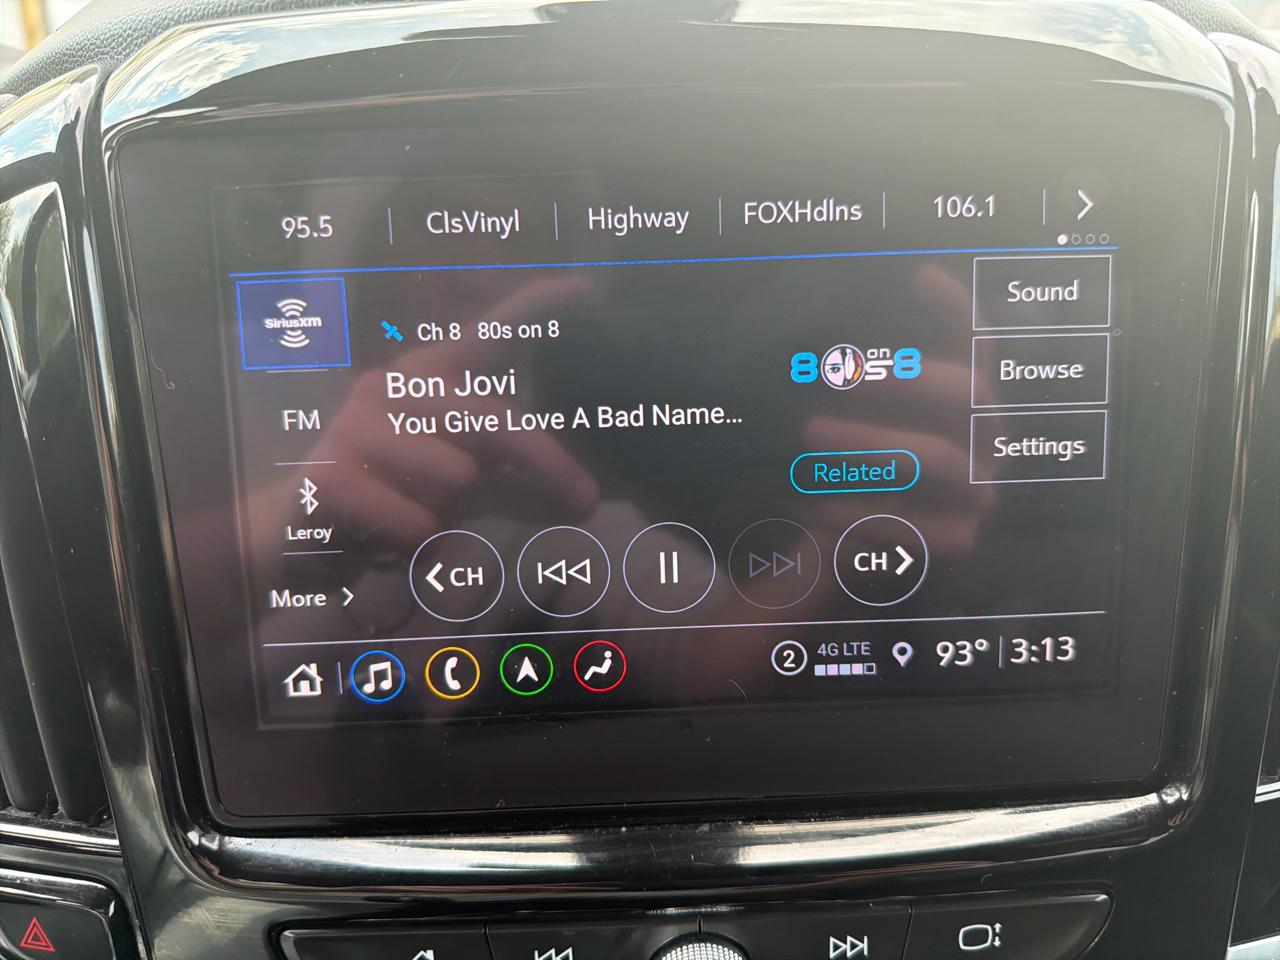 95.5
ClsVinyl
Highway
FOXHdlns
106.1
SiriusXM
FM
Leroy
More
Ch 8 80s on 8
Bon Jovi
You Give Love A Bad Name...
80s on 8
Related
Sound
Browse
Settings
CH
CH
2
4G LTE
93°
3:13